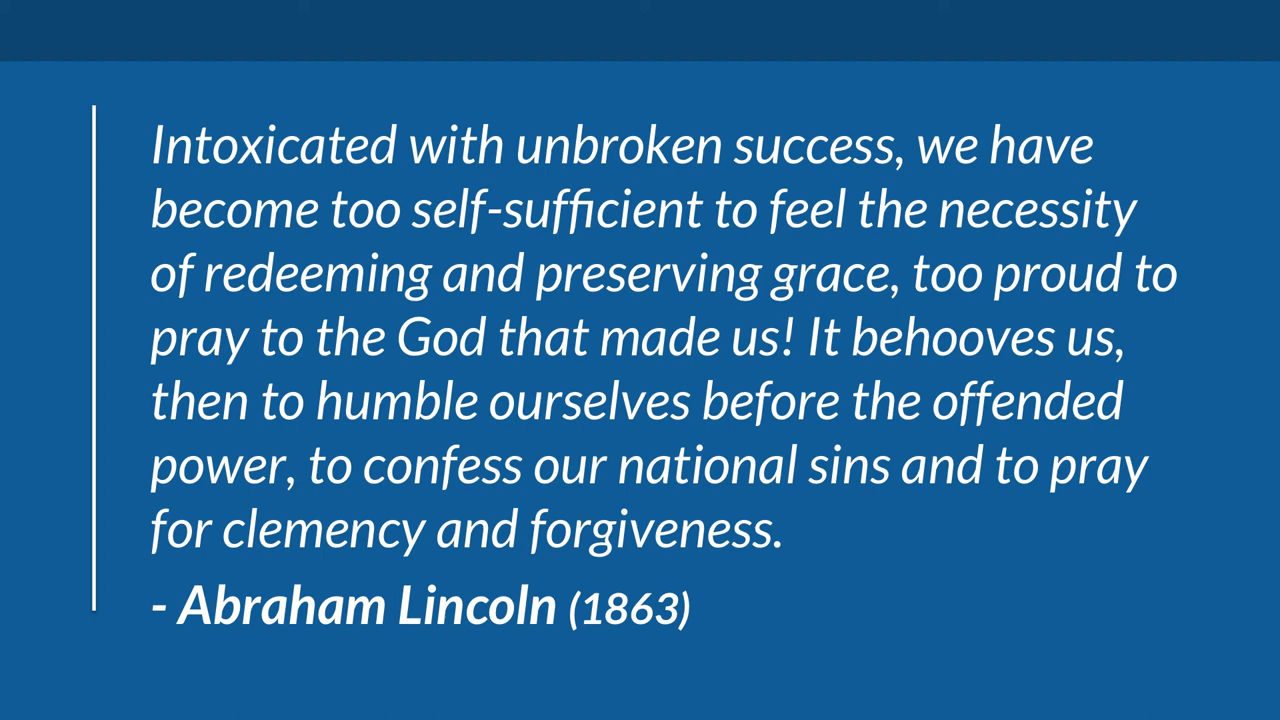 Intoxicated with unbroken success, we have
become too self-sufficient to feel the necessity
of redeeming and preserving grace, too proud to
pray to the God that made us! It behooves us,
then to humble ourselves before the offended
power, to confess our national sins and to pray
for clemency and forgiveness.
- Abraham Lincoln (1863)